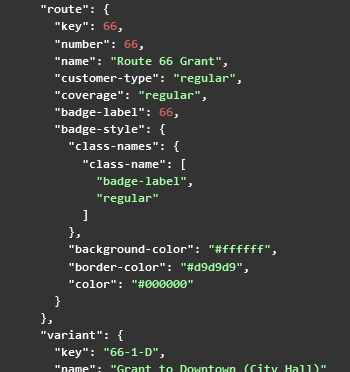 "route": {
"key": 66,
"number": 66,
"name": "Route 66 Grant",
"customer-type": "regular",
"coverage": "regular",
"badge-label": 66,
"badge-style": {
"class-names": {
"class-name": [
"badge-label",
"regular"
]
},
"background-color": "#ffffff",
"border-color": "#d9d9d9",
"color": "#000000"
}
},
"variant": {
"key": "66-1-D",
"name": "Grant to Downtown (City Hall)"